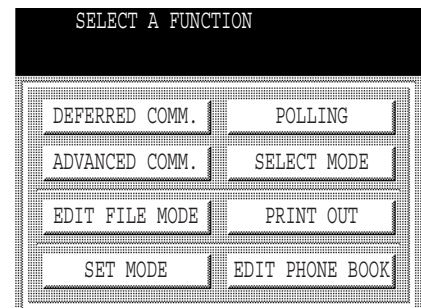 SELECT A FUNCTION
DEFERRED COMM. POLLING
ADVANCED COMM. SELECT MODE
EDIT FILE MODE PRINT OUT
SET MODE EDIT PHONE BOOK